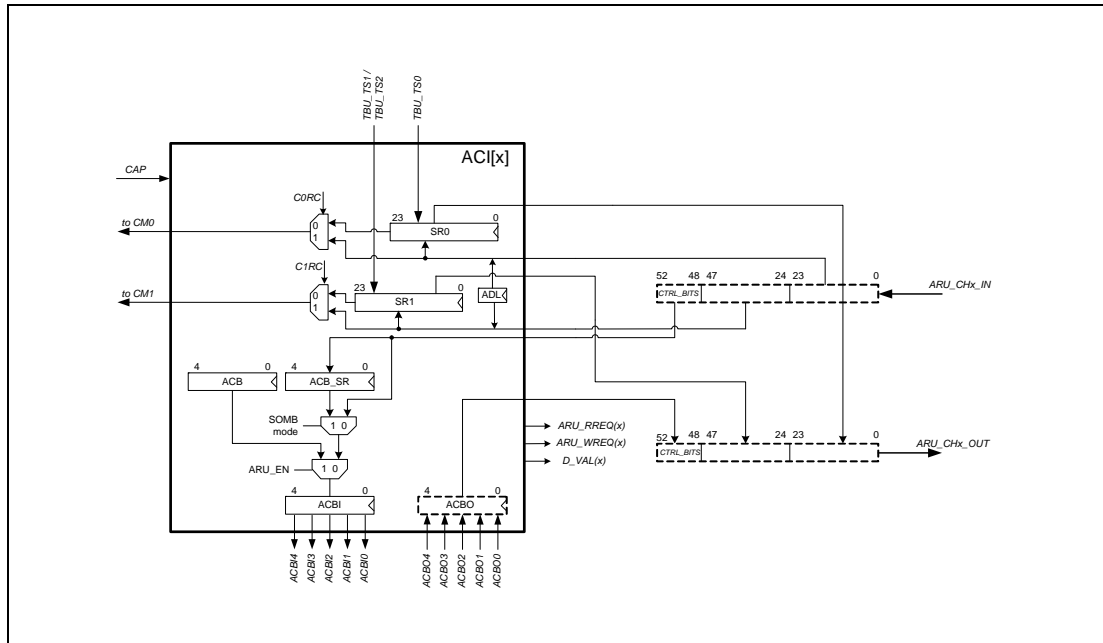 TBU_TS1 /
TBU_TS2
TBU_TS0
ACI[x]
CAP
C0RC
23 0
to CM0
0
1
SR0
C1RC
23 0
to CM1
0
1
SR1
ADL
52 48 47 24 23 0
CTRL_BITS
ARU_CHx_IN
4 0
ACB
4 0
ACB_SR
SOMB
mode
1 0
ARU_EN
1 0
4 0
ACBI
4 0
ACBO
ARU_RREQ(x)
ARU_WREQ(x)
D_VAL(x)
52 48 47 24 23 0
CTRL_BITS
ARU_CHx_OUT
ACBI4
ACBI3
ACBI2
ACBI1
ACBI0
ACBO4
ACBO3
ACBO2
ACBO1
ACBO0